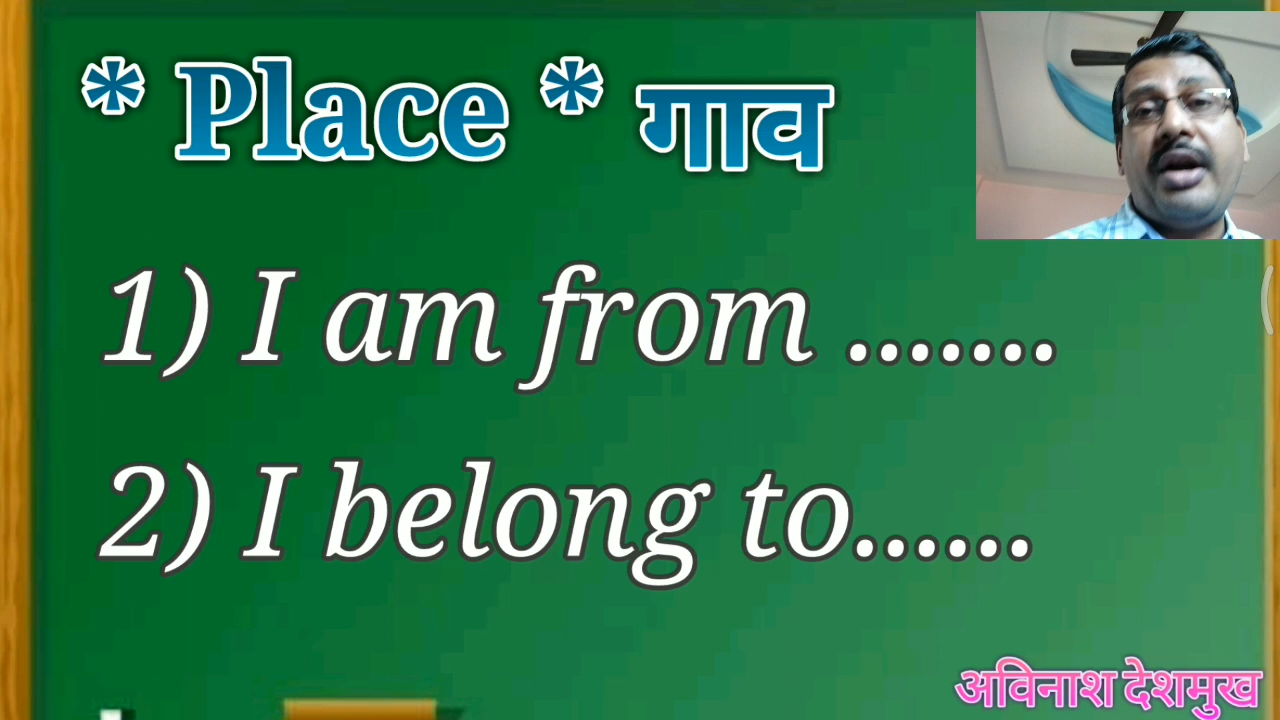 * Place * गाव
1) I am from .......
2) I belong to......
अविनाश देशमुख